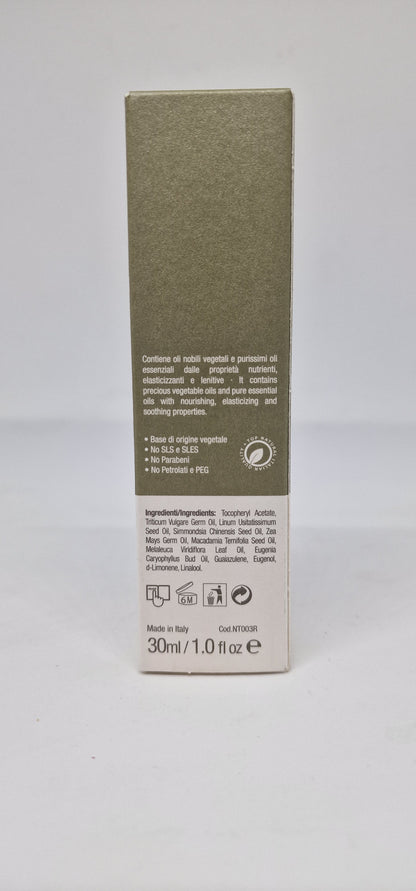 Contiene oli nobili vegetali e purissimi oli
essenziali dalle proprietà nutrienti,
elasticizzanti e lenitive · It contains
precious vegetable oils and pure essential
oils with nourishing, elasticizing and
soothing properties.
• Base di origine vegetale
• No SLS e SLES
• No Parabeni
• No Petrolati e PEG
TOP NATURAL ITALIAN QUALITY
Ingredienti/Ingredients: Tocopheryl Acetate,
Triticum Vulgare Germ Oil, Linum Usitatissimum
Seed Oil, Simmondsia Chinensis Seed Oil, Zea
Mays Germ Oil, Macadamia Ternifolia Seed Oil,
Melaleuca Viridiflora Leaf Oil, Eugenia
Caryophyllus Bud Oil, Guaiazulene, Eugenol,
d-Limonene, Linalool.
6M
Made in Italy Cod.NT003R
30ml/1.0 fl oz e